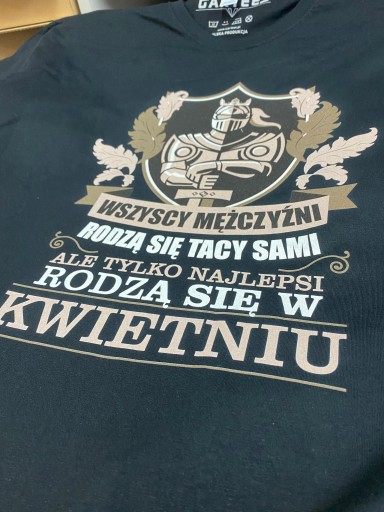 WSZYSCY MĘŻCZYŹNI
RODZĄ SIĘ TACY SAMI
ALE TYLKO NAJLEPSI
RODZĄ SIĘ W
KWIETNIU